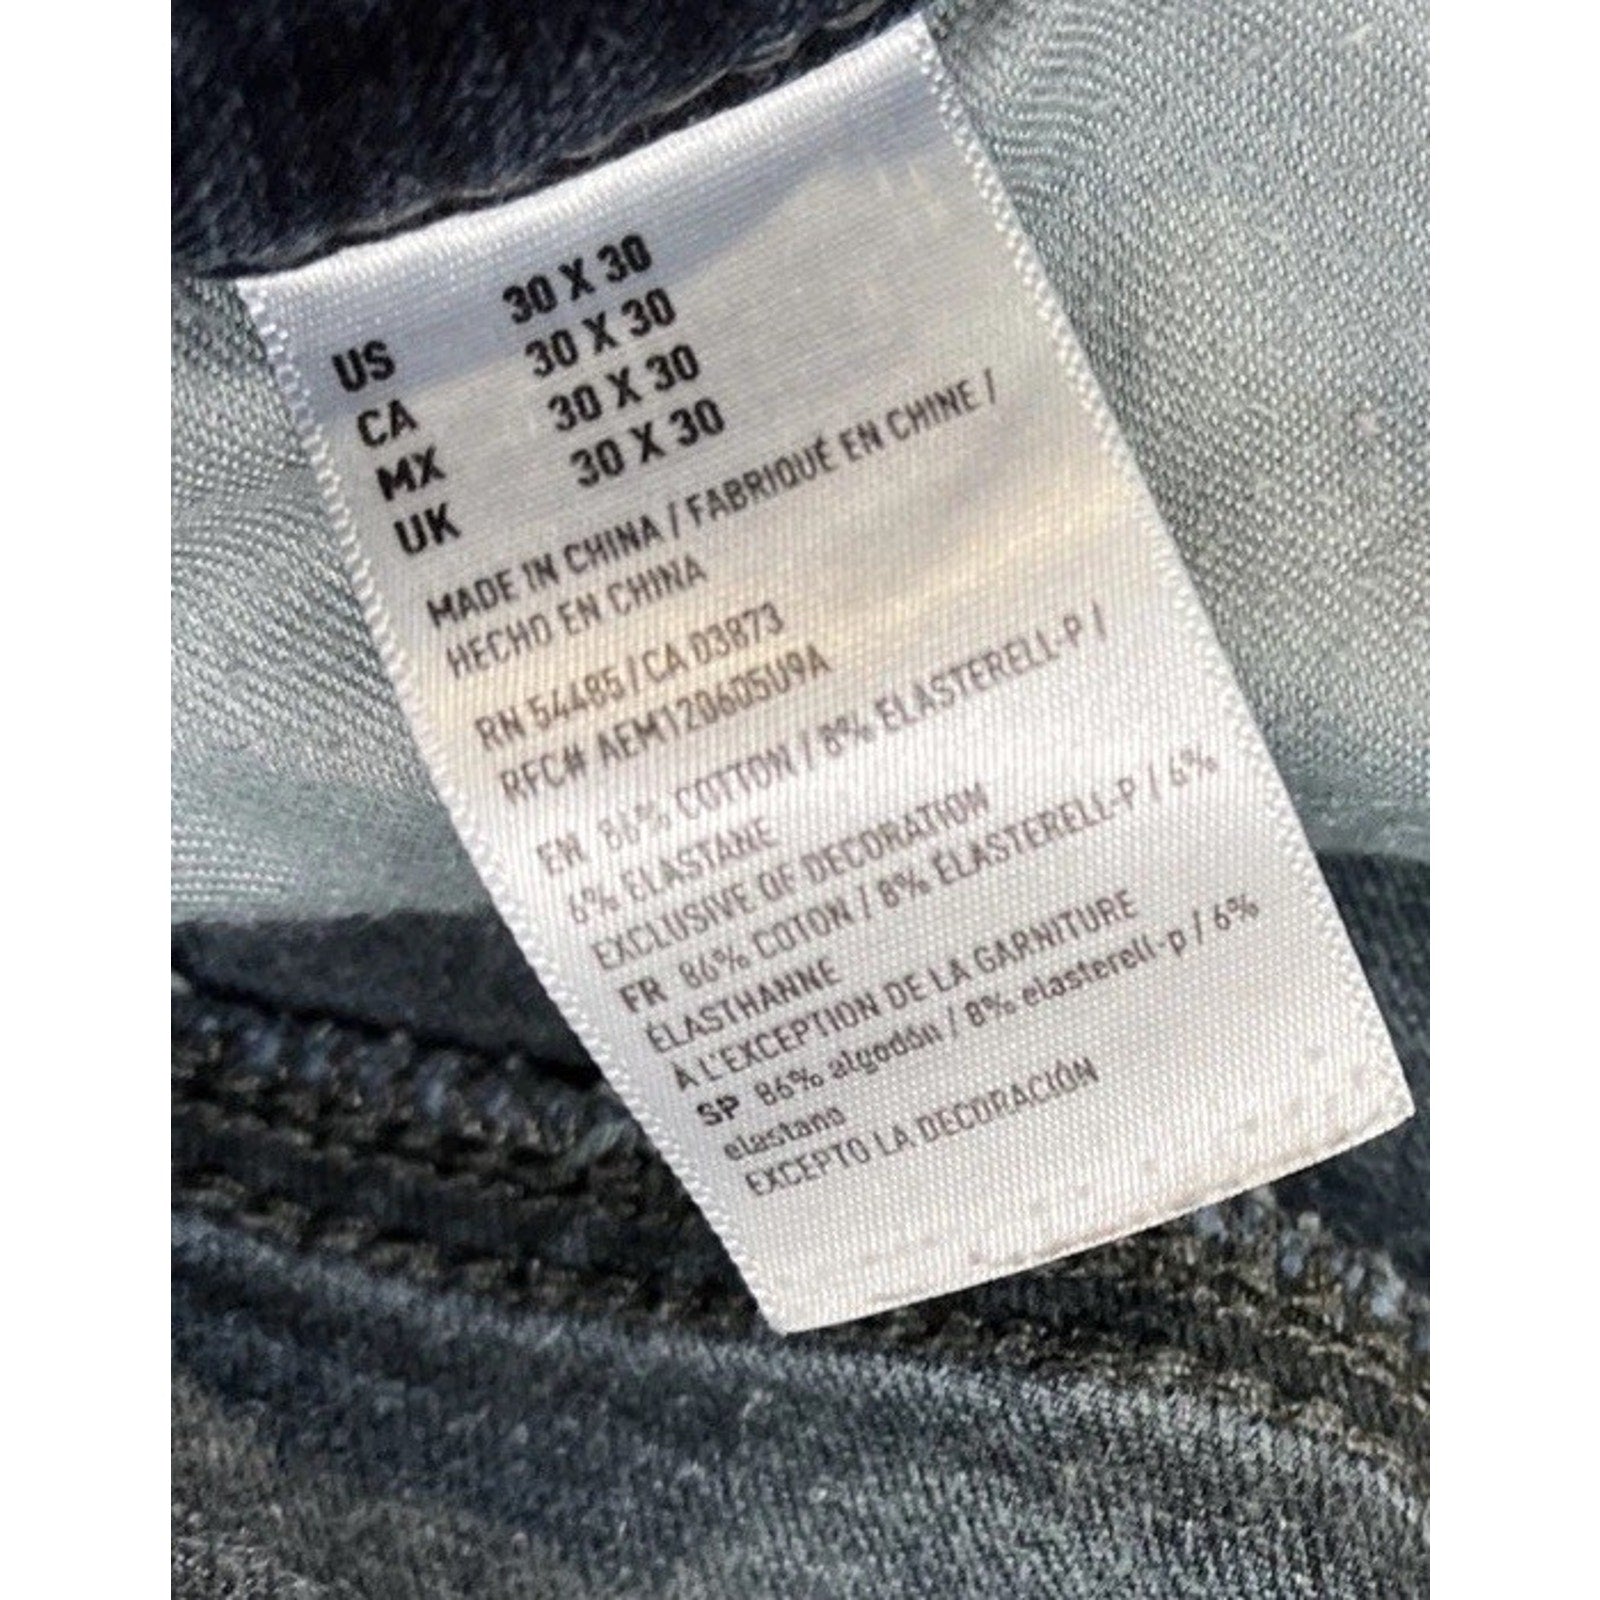 US 30 X 30
CA 30 X 30
MX 30 X 30
UK 30 X 30
MADE IN CHINA / FABRIQUÉ EN CHINE /
HECHO EN CHINA
RN 54485 / CA 03873
RFC# AEM120605U9A
EN 86% COTTON / 8% ELASTERELL-P /
6% ELASTANE
EXCLUSIVE OF DECORATION
FR 86% COTON / 8% ÉLASTERELL-P / 6%
ÉLASTHANNE
À L'EXCEPTION DE LA GARNITURE
SP 86% algodón / 8% elasterell-p / 6%
elastano
EXCEPTO LA DECORACIÓN